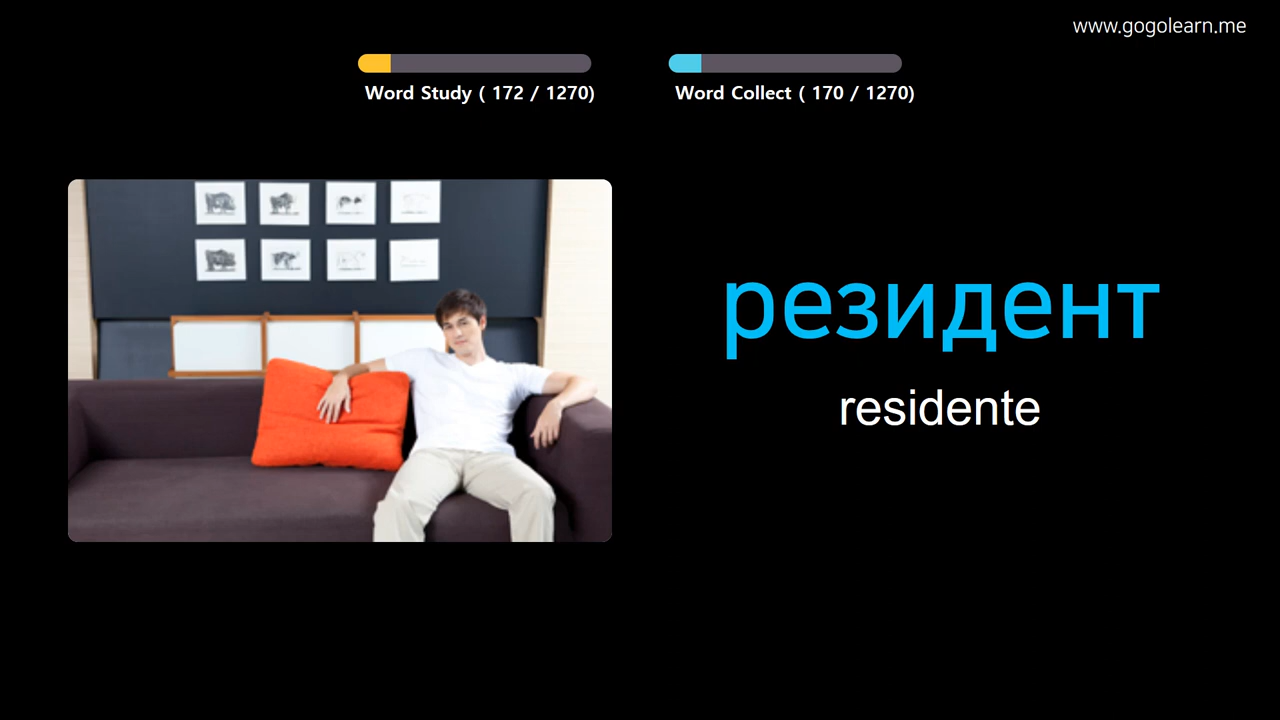 www.gogolearn.me
Word Study ( 172 / 1270)
Word Collect ( 170 / 1270)
резидент
residente